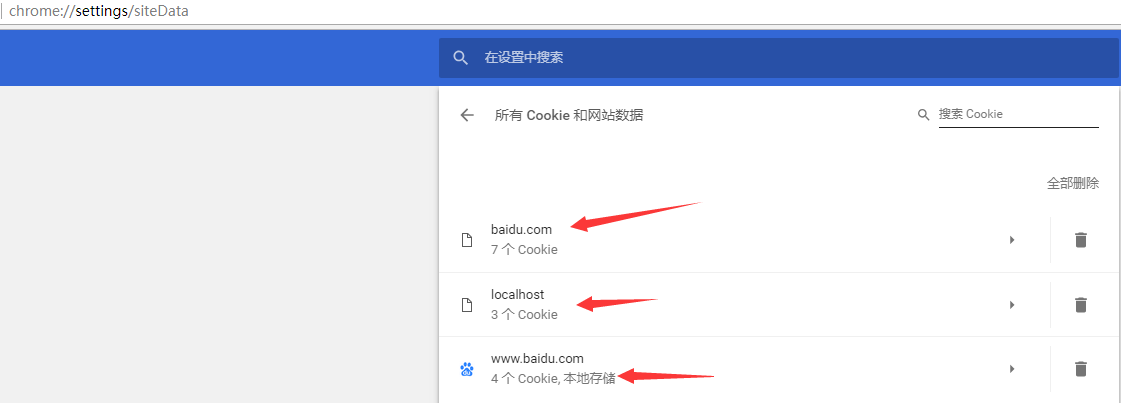 chrome://settings/siteData
在设置中搜索
所有 Cookie 和网站数据
搜索 Cookie
全部删除
baidu.com
7 个 Cookie
localhost
3 个 Cookie
www.baidu.com
4 个 Cookie, 本地存储